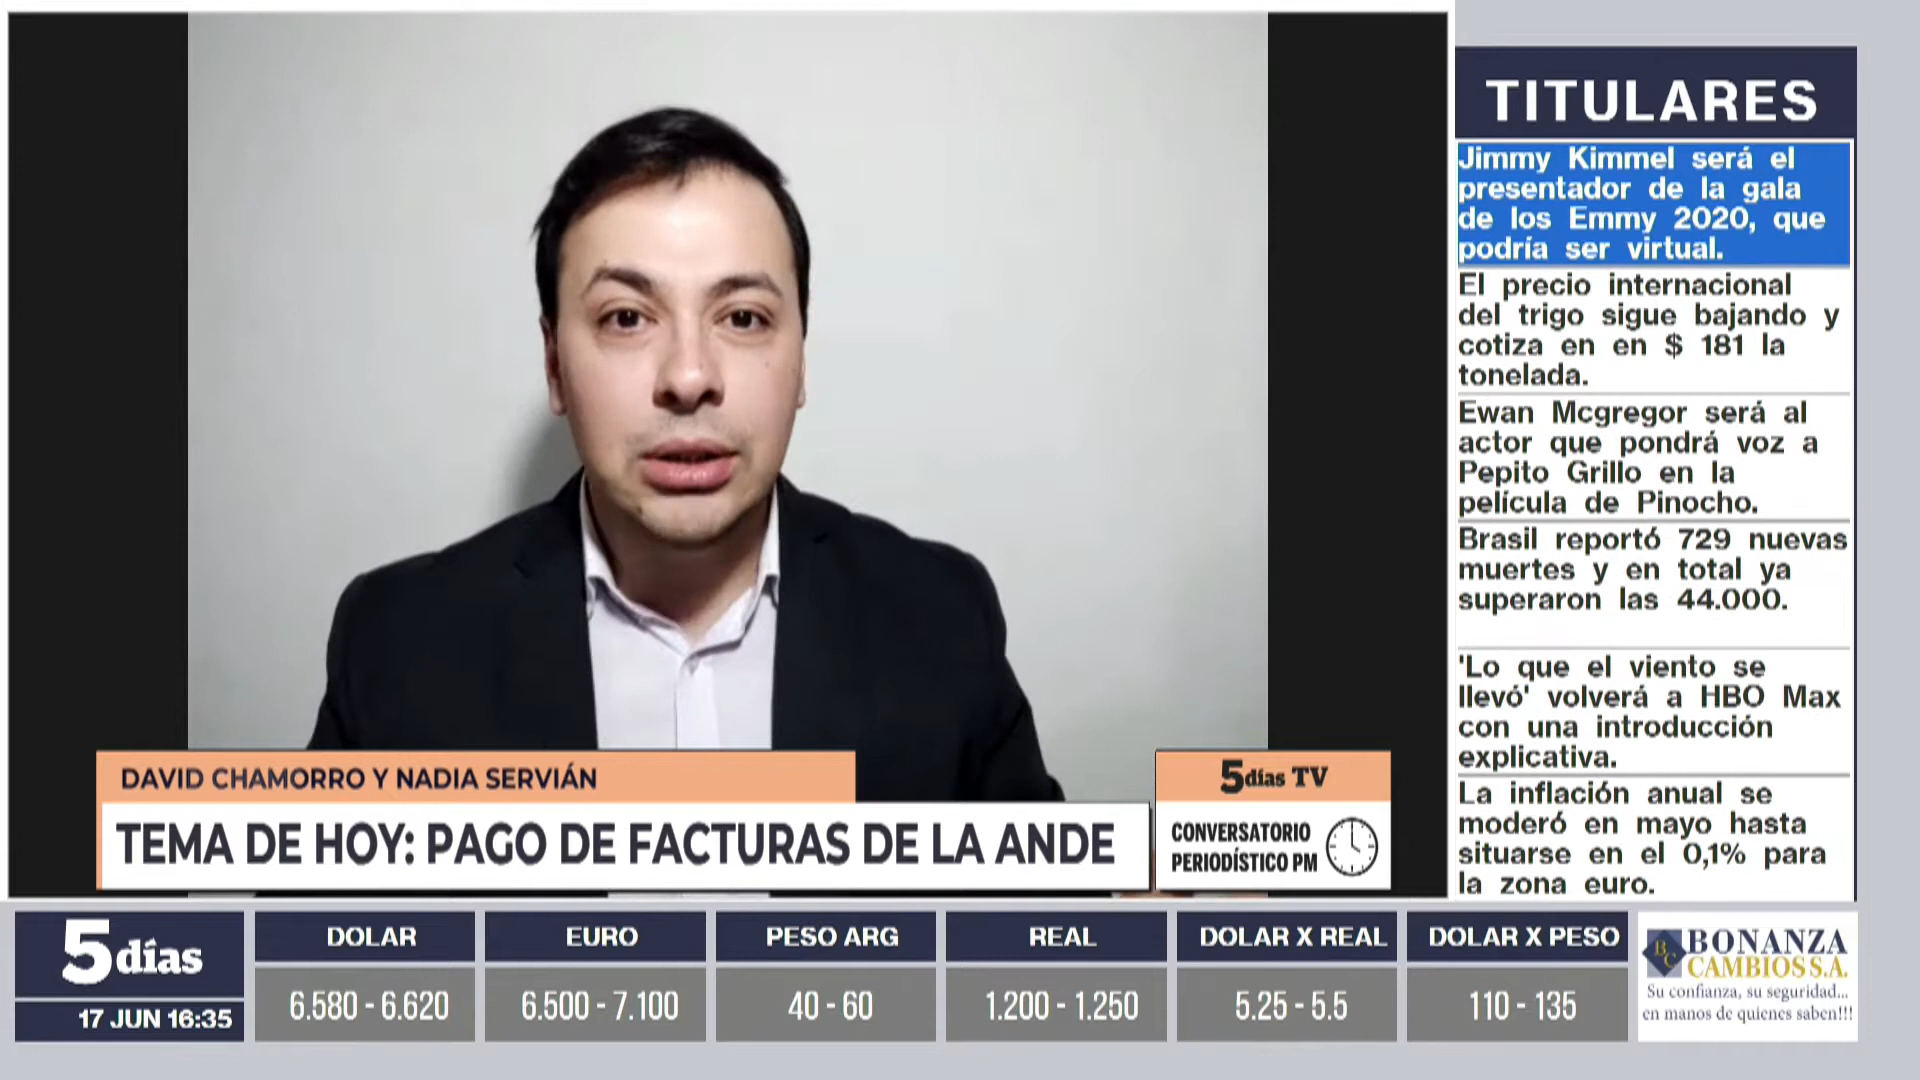 TITULARES
Jimmy Kimmel será el
presentador de la gala
de los Emmy 2020, que
podría ser virtual.
El precio internacional
del trigo sigue bajando y
cotiza en en $ 181 la
tonelada.
Ewan Mcgregor será al
actor que pondrá voz a
Pepito Grillo en la
película de Pinocho.
Brasil reportó 729 nuevas
muertes y en total ya
superaron las 44.000.
'Lo que el viento se
llevó' volverá a HBO Max
con una introducción
explicativa.
La inflación anual se
moderó en mayo hasta
situarse en el 0,1% para
la zona euro.
DAVID CHAMORRO Y NADIA SERVIÁN
TEMA DE HOY: PAGO DE FACTURAS DE LA ANDE
5días TV
CONVERSATORIO
PERIODÍSTICO PM
5días
17 JUN 16:35
DOLAR
6.580 - 6.620
EURO
6.500 - 7.100
PESO ARG
40 - 60
REAL
1.200 - 1.250
DOLAR X REAL
5.25 - 5.5
DOLAR X PESO
110 - 135
BC
BONANZA
CAMBIOS S.A.
Su confianza, su seguridad...
en manos de quienes saben!!!